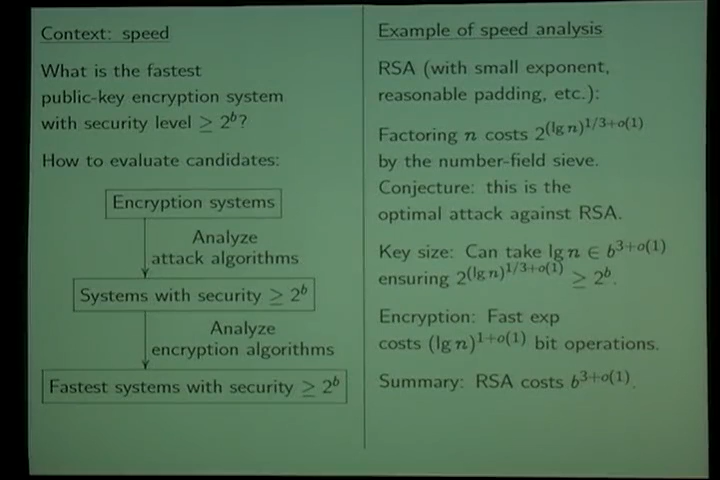 Context: speed
What is the fastest
public-key encryption system
with security level ≥ 2^b?
How to evaluate candidates:
Encryption systems
Analyze
attack algorithms
Systems with security ≥ 2^b
Analyze
encryption algorithms
Fastest systems with security ≥ 2^b
Example of speed analysis
RSA (with small exponent,
reasonable padding, etc.):
Factoring n costs 2^{(lg n)^{1/3+o(1)}}
by the number-field sieve.
Conjecture: this is the
optimal attack against RSA.
Key size: Can take lg n ∈ b^{3+o(1)}
ensuring 2^{(lg n)^{1/3+o(1)}} ≥ 2^b.
Encryption: Fast exp
costs (lg n)^{1+o(1)} bit operations.
Summary: RSA costs b^{3+o(1)}.